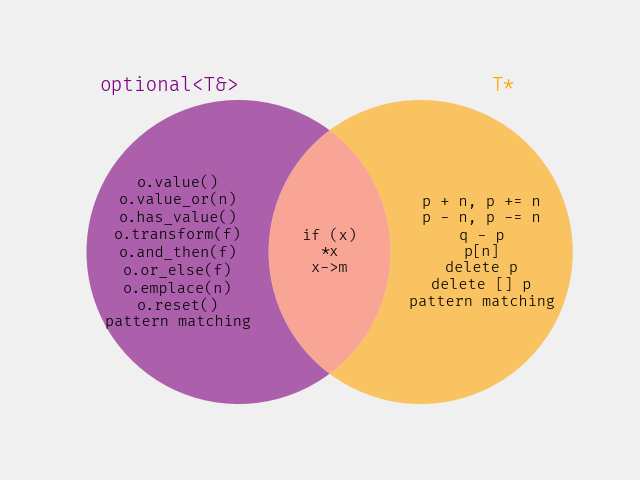 optional<T&>
T*
o.value()
o.value_or(n)
o.has_value()
o.transform(f)
o.and_then(f)
o.or_else(f)
o.emplace(n)
o.reset()
pattern matching
if (x)
*x
x->m
p + n, p += n
p - n, p -= n
q - p
p[n]
delete p
delete [] p
pattern matching